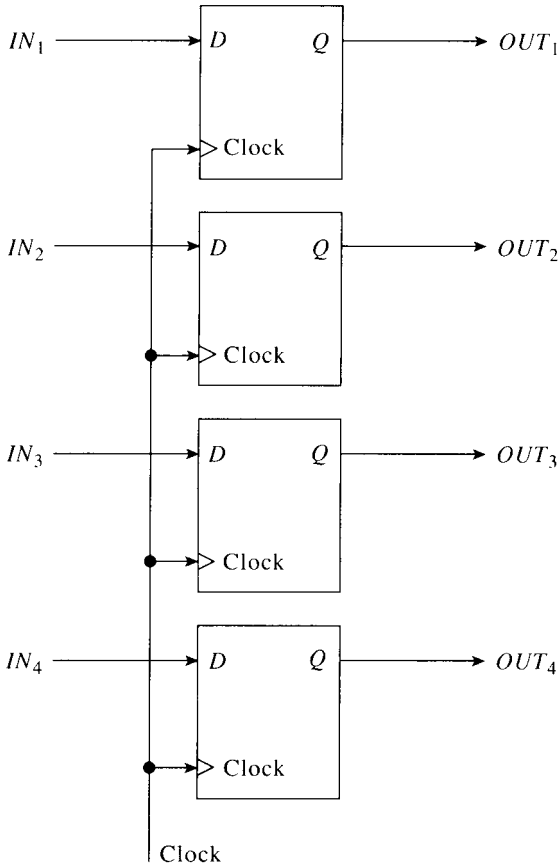 IN₁ D Q OUT₁
Clock
IN₂ D Q OUT₂
Clock
IN₃ D Q OUT₃
Clock
IN₄ D Q OUT₄
Clock
Clock